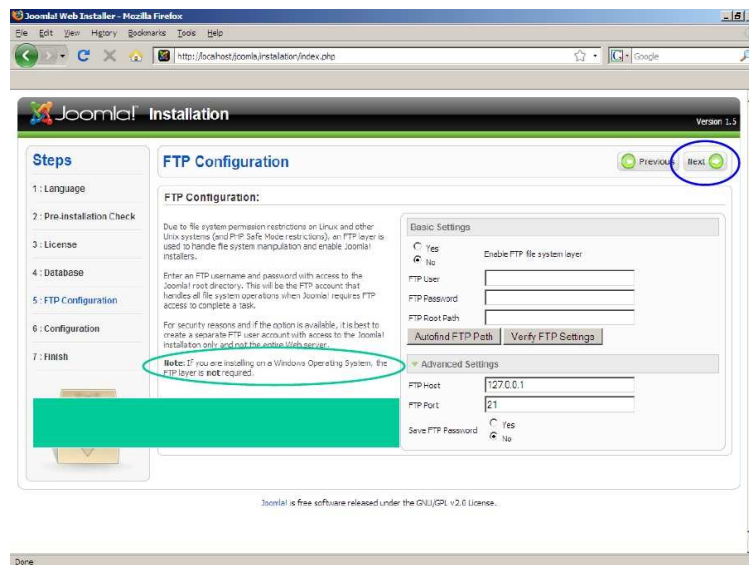 Joomla! Web Installer - Mozilla Firefox
File Edit View History Bookmarks Tools Help
http://localhost/joomla/installation/index.php
Google
Joomla! Installation
Version 1.5
Steps
FTP Configuration
Previous
Next
1 : Language
2 : Pre-installation Check
3 : License
4 : Database
5 : FTP Configuration
6 : Configuration
7 : Finish
FTP Configuration:
Due to file system permission restrictions on Linux and other
Unix systems (and PHP Safe Mode restrictions), an FTP layer is
used to handle file system manipulation and enable Joomla!
installers.
Enter an FTP username and password with access to the
Joomla! root directory. This will be the FTP account that
handles all file system operations when Joomla! requires FTP
access to complete a task.
For security reasons and if the option is available, it is best to
create a separate FTP user account with access to the Joomla!
installation only and not the entire Web server.
Note: If you are installing on a Windows Operating System, the
FTP layer is not required.
Basic Settings
Yes
No
Enable FTP file system layer
FTP User
FTP Password
FTP Root Path
Autofind FTP Path
Verify FTP Settings
Advanced Settings
FTP Host
127.0.0.1
FTP Port
21
Save FTP Password
Yes
No
Joomla! is free software released under the GNU/GPL v2.0 License.
Done